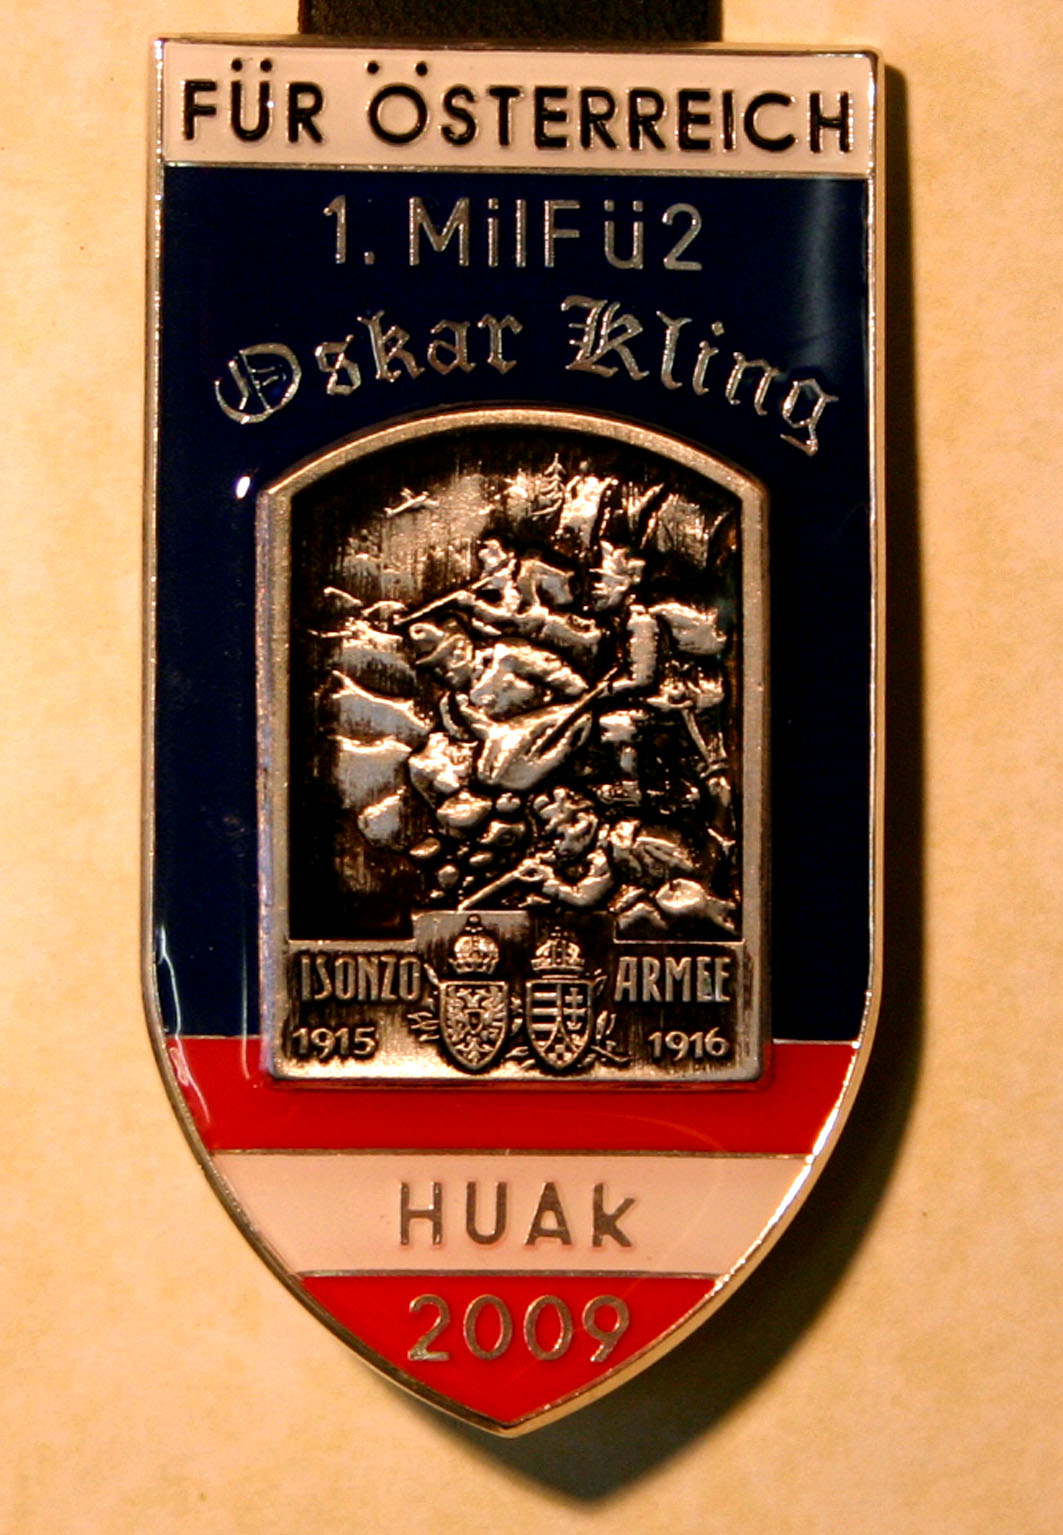 FÜR ÖSTERREICH
1. MilFü2
Oskar Kling
ISONZO ARMEE
1915 1916
HUAk
2009